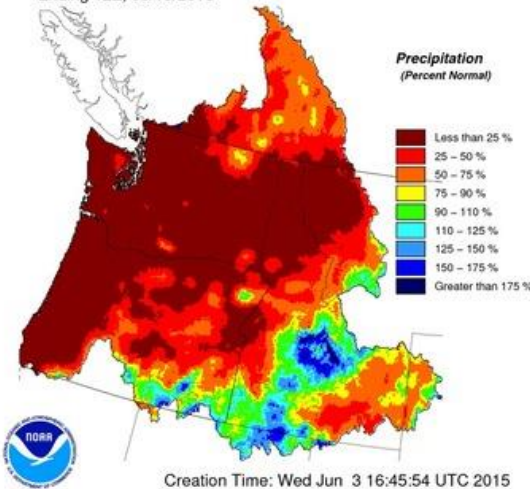 Precipitation
(Percent Normal)
Less than 25 %
25 – 50 %
50 – 75 %
75 – 90 %
90 – 110 %
110 – 125 %
125 – 150 %
150 – 175 %
Greater than 175 %
NOAA
Creation Time: Wed Jun 3 16:45:54 UTC 2015